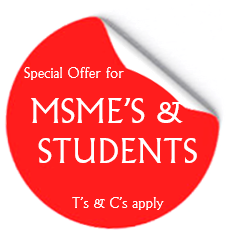 Special Offer for
MSME'S &
STUDENTS
T's & C's apply